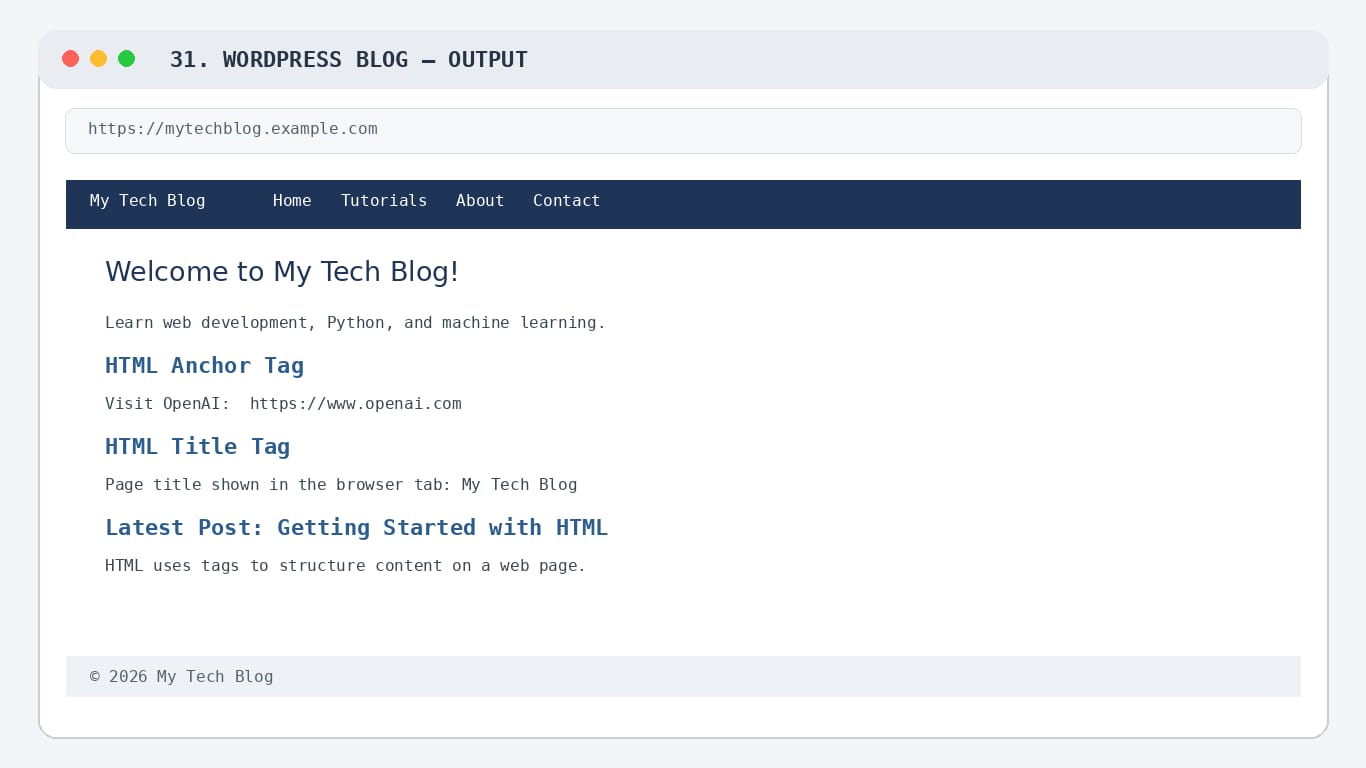 31. WORDPRESS BLOG — OUTPUT
https://mytechblog.example.com
My Tech Blog Home Tutorials About Contact
Welcome to My Tech Blog!
Learn web development, Python, and machine learning.
HTML Anchor Tag
Visit OpenAI: https://www.openai.com
HTML Title Tag
Page title shown in the browser tab: My Tech Blog
Latest Post: Getting Started with HTML
HTML uses tags to structure content on a web page.
© 2026 My Tech Blog